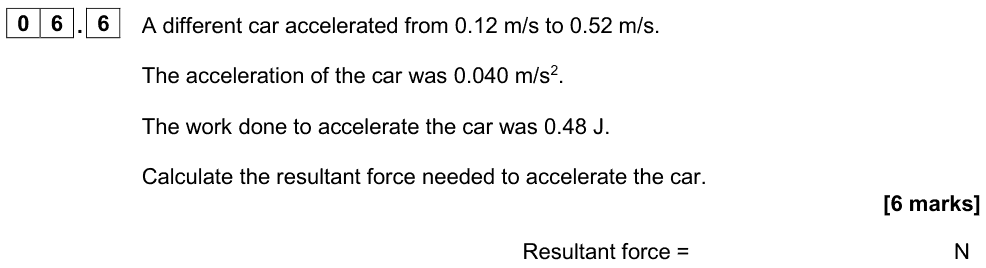 06.6 A different car accelerated from 0.12 m/s to 0.52 m/s.
The acceleration of the car was 0.040 m/s².
The work done to accelerate the car was 0.48 J.
Calculate the resultant force needed to accelerate the car.
[6 marks]
Resultant force = N